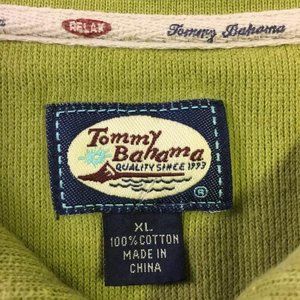 RELAX Tommy Bahama
Tommy
Bahama
QUALITY SINCE 1993
®
XL
100% COTTON
MADE IN
CHINA